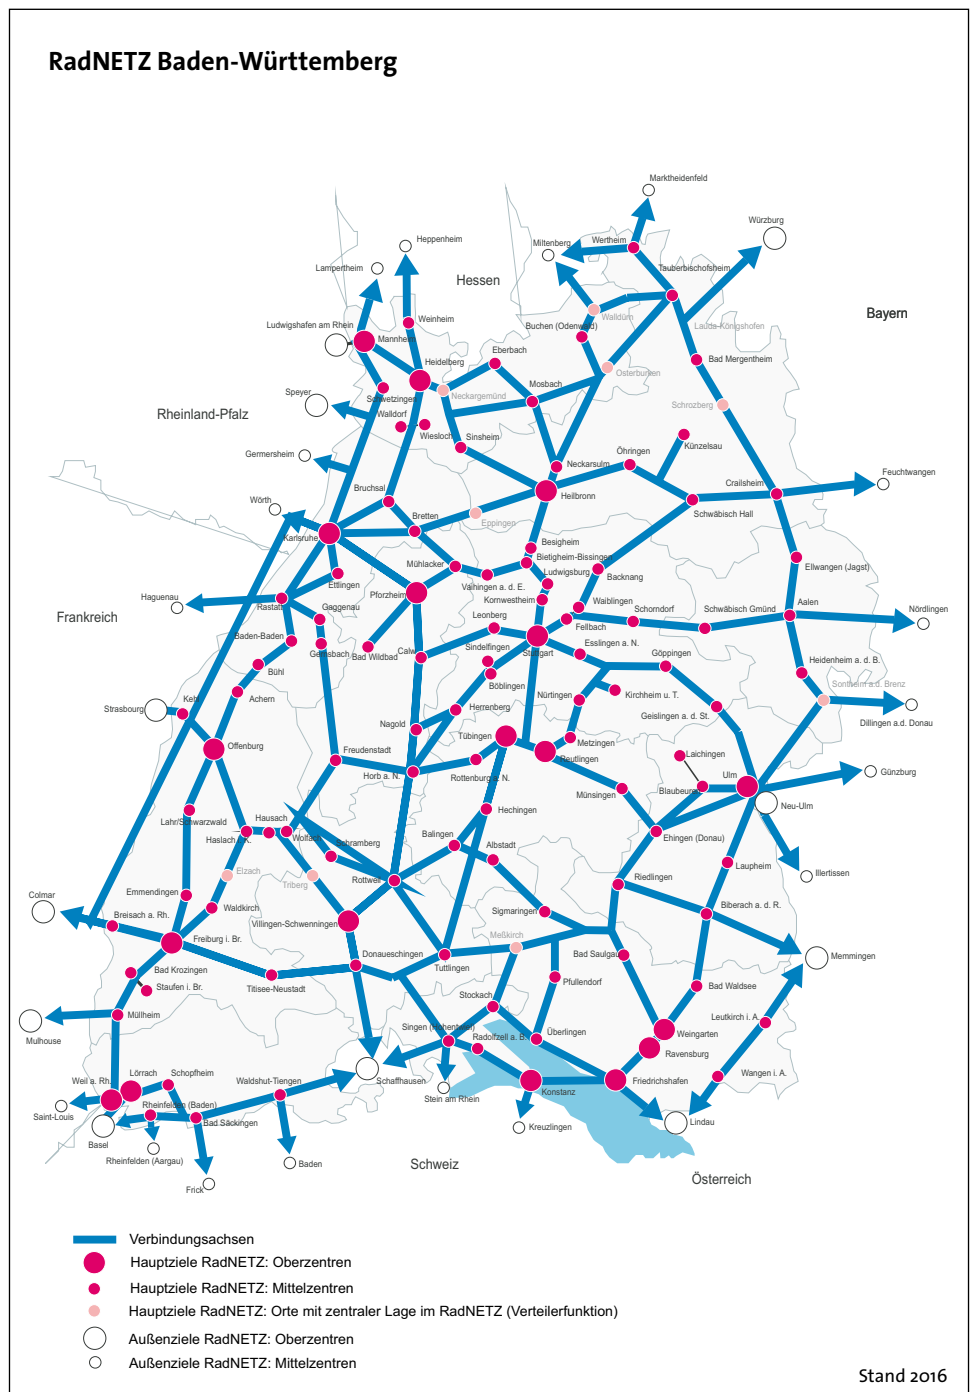 RadNETZ Baden-Württemberg
Marktheidenfeld
Würzburg
Wertheim
Miltenberg
Heppenheim
Lampertheim
Tauberbischofsheim
Hessen
Walldürn
Bayern
Weinheim
Ludwigshafen am Rhein
Buchen (Odenwald)
Lauda-Königshofen
Mannheim
Eberbach
Bad Mergentheim
Heidelberg
Osterburken
Mosbach
Speyer
Schwetzingen
Neckargemünd
Schrozberg
Rheinland-Pfalz
Walldorf
Wiesloch
Sinsheim
Künzelsau
Germersheim
Öhringen
Neckarsulm
Feuchtwangen
Bruchsal
Crailsheim
Heilbronn
Wörth
Bretten
Eppingen
Schwäbisch Hall
Karlsruhe
Besigheim
Bietigheim-Bissingen
Mühlacker
Ellwangen (Jagst)
Ludwigsburg
Backnang
Ettlingen
Vaihingen a. d. E.
Pforzheim
Haguenau
Kornwestheim
Waiblingen
Aalen
Rastatt
Gaggenau
Schorndorf
Schwäbisch Gmünd
Nördlingen
Frankreich
Leonberg
Fellbach
Baden-Baden
Sindelfingen
Esslingen a. N.
Gernsbach
Bad Wildbad
Calw
Stuttgart
Göppingen
Heidenheim a. d. B.
Bühl
Böblingen
Sontheim a.d. Brenz
Achern
Kehl
Nürtingen
Kirchheim u. T.
Strasbourg
Herrenberg
Geislingen a. d. St.
Dillingen a.d. Donau
Nagold
Tübingen
Metzingen
Offenburg
Freudenstadt
Reutlingen
Laichingen
Horb a. N.
Rottenburg a. N.
Ulm
Günzburg
Blaubeuren
Münsingen
Neu-Ulm
Hechingen
Lahr/Schwarzwald
Hausach
Haslach i. K.
Wolfach
Balingen
Ehingen (Donau)
Schramberg
Albstadt
Laupheim
Elzach
Illertissen
Triberg
Rottweil
Riedlingen
Colmar
Emmendingen
Waldkirch
Sigmaringen
Biberach a. d. R.
Breisach a. Rh.
Villingen-Schwenningen
Freiburg i. Br.
Meßkirch
Donaueschingen
Bad Saulgau
Memmingen
Tuttlingen
Bad Krozingen
Titisee-Neustadt
Pfullendorf
Staufen i. Br.
Bad Waldsee
Stockach
Müllheim
Leutkirch i. A.
Mulhouse
Singen (Hohentwiel)
Überlingen
Weingarten
Radolfzell a. B.
Ravensburg
Lörrach
Schopfheim
Weil a. Rh.
Waldshut-Tiengen
Schaffhausen
Wangen i. A.
Friedrichshafen
Stein am Rhein
Konstanz
Saint-Louis
Rheinfelden (Baden)
Bad Säckingen
Kreuzlingen
Lindau
Basel
Rheinfelden (Aargau)
Baden
Schweiz
Österreich
Frick
Verbindungsachsen
Hauptziele RadNETZ: Oberzentren
Hauptziele RadNETZ: Mittelzentren
Hauptziele RadNETZ: Orte mit zentraler Lage im RadNETZ (Verteilerfunktion)
Außenziele RadNETZ: Oberzentren
Außenziele RadNETZ: Mittelzentren
Stand 2016